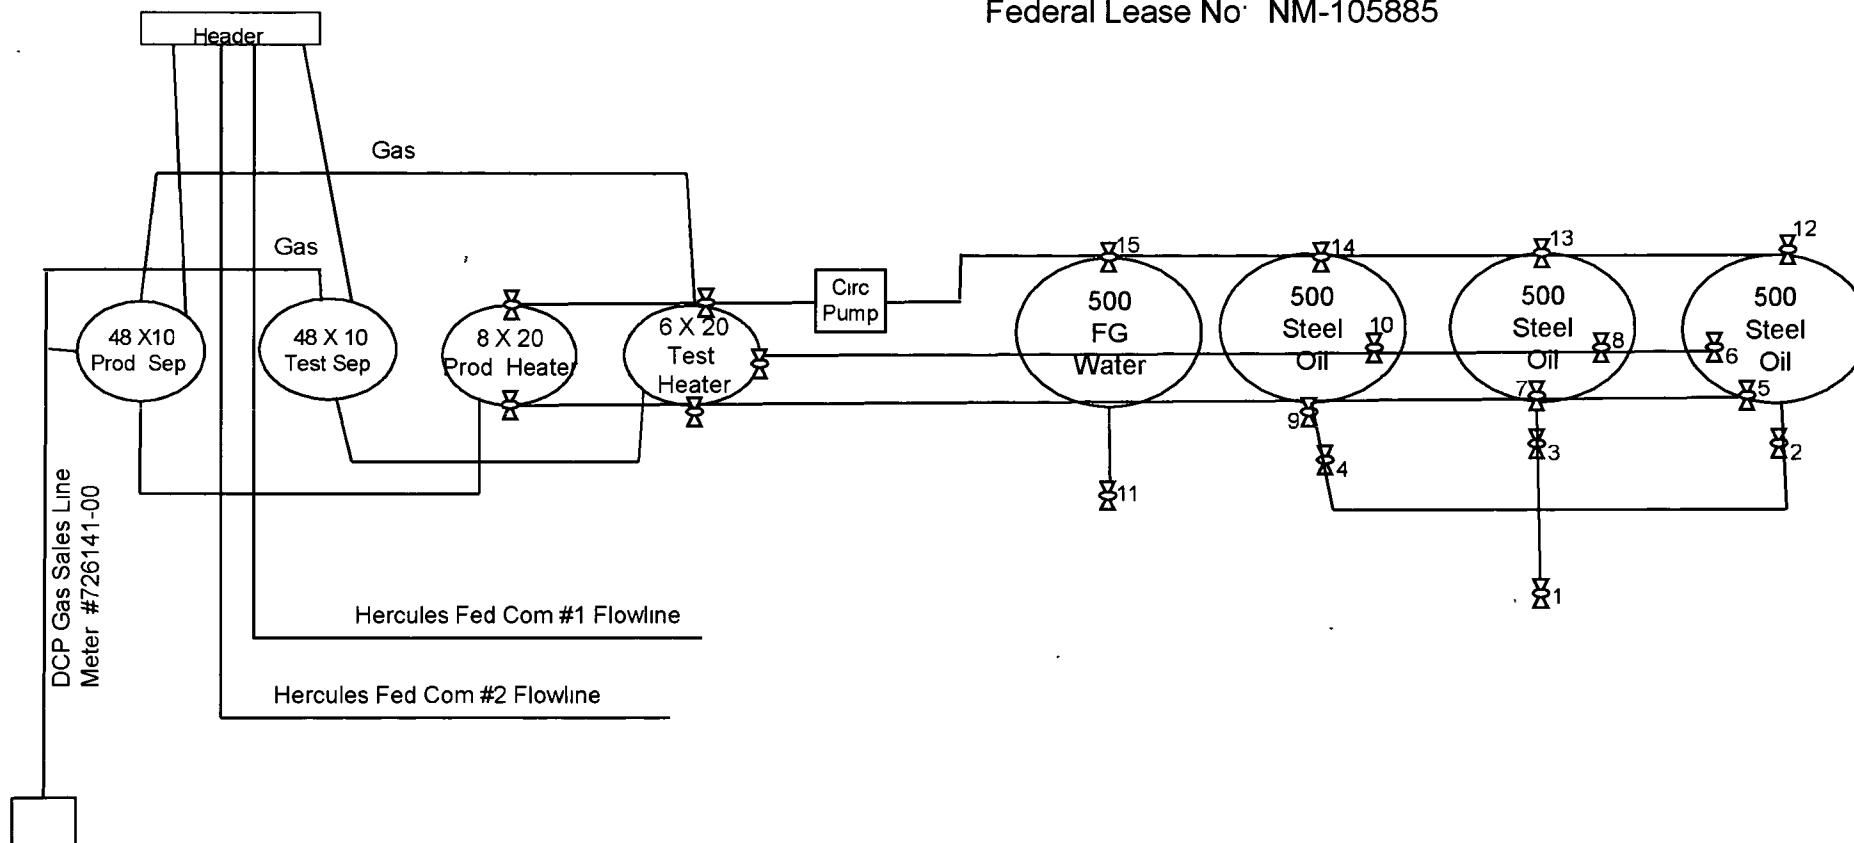 Federal Lease No NM-105885
Header
Gas
Gas
48 X10
Prod Sep
48 X 10
Test Sep
8 X 20
Prod Heater
6 X 20
Test
Heater
Circ
Pump
15
14
13
12
500
FG
Water
500
Steel
Oil
10
500
Steel
Oil
8
500
Steel
Oil
6
9
7
5
4
3
2
11
1
DCP Gas Sales Line
Meter #726141-00
Hercules Fed Com #1 Flowline
Hercules Fed Com #2 Flowline